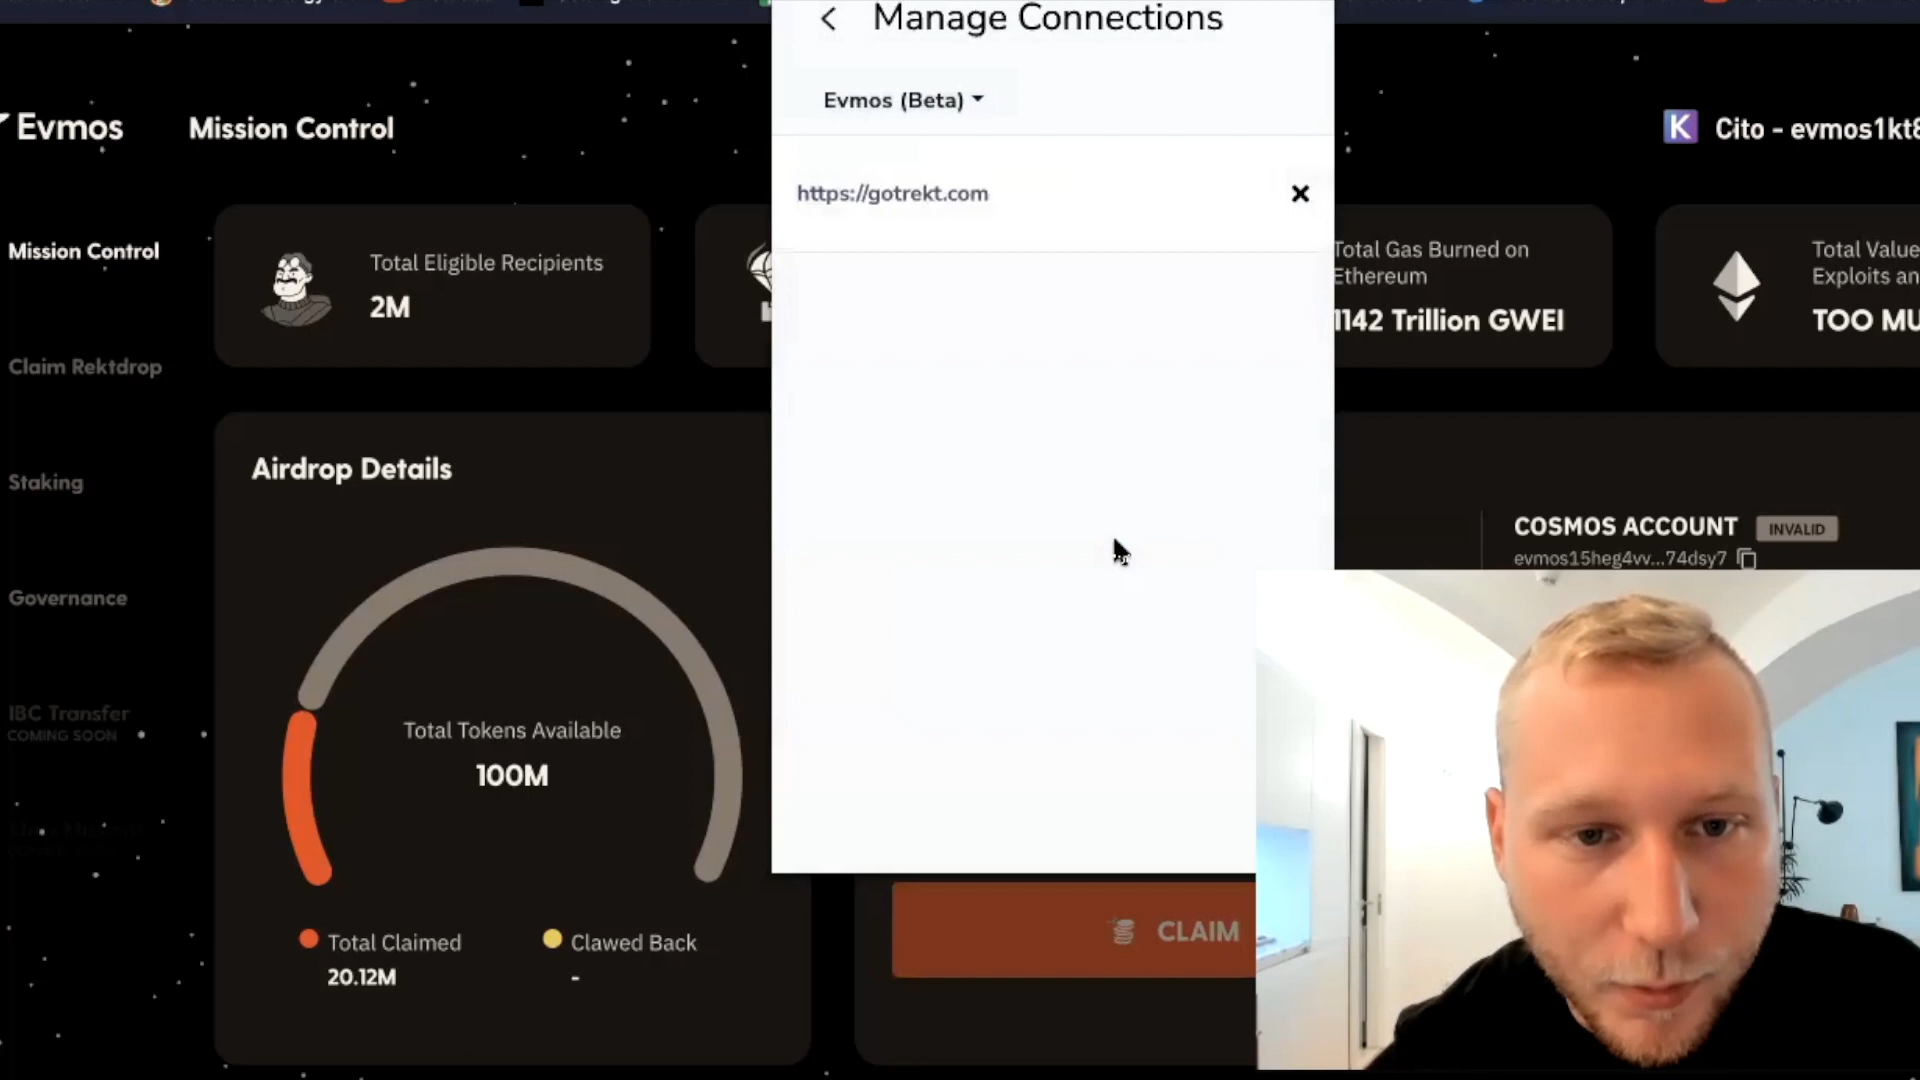 Manage Connections
Evmos (Beta)
https://gotrekt.com
Evmos
Mission Control
K Cito - evmos1kt8
Mission Control
Claim Rektdrop
Staking
Governance
IBC Transfer
COMING SOON
Total Eligible Recipients
2M
Total Gas Burned on
Ethereum
1142 Trillion GWEI
Total Value
Exploits an
TOO MU
Airdrop Details
Total Tokens Available
100M
Total Claimed
20.12M
Clawed Back
-
COSMOS ACCOUNT INVALID
evmos15heg4vv...74dsy7
CLAIM